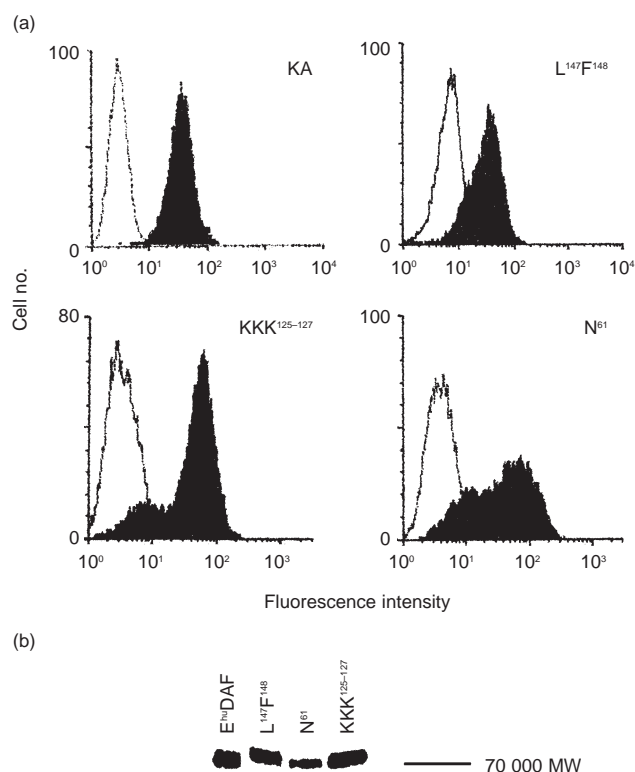 (a)
100
KA
0
10⁰ 10¹ 10² 10³ 10⁴
100
L¹⁴⁷F¹⁴⁸
0
10⁰ 10¹ 10² 10³ 10⁴
Cell no.
80
KKK¹²⁵⁻¹²⁷
0
10⁰ 10¹ 10² 10³
100
N⁶¹
0
10⁰ 10¹ 10² 10³
Fluorescence intensity
(b)
EʰᵘDAF
L¹⁴⁷F¹⁴⁸
N⁶¹
KKK¹²⁵⁻¹²⁷
70 000 MW